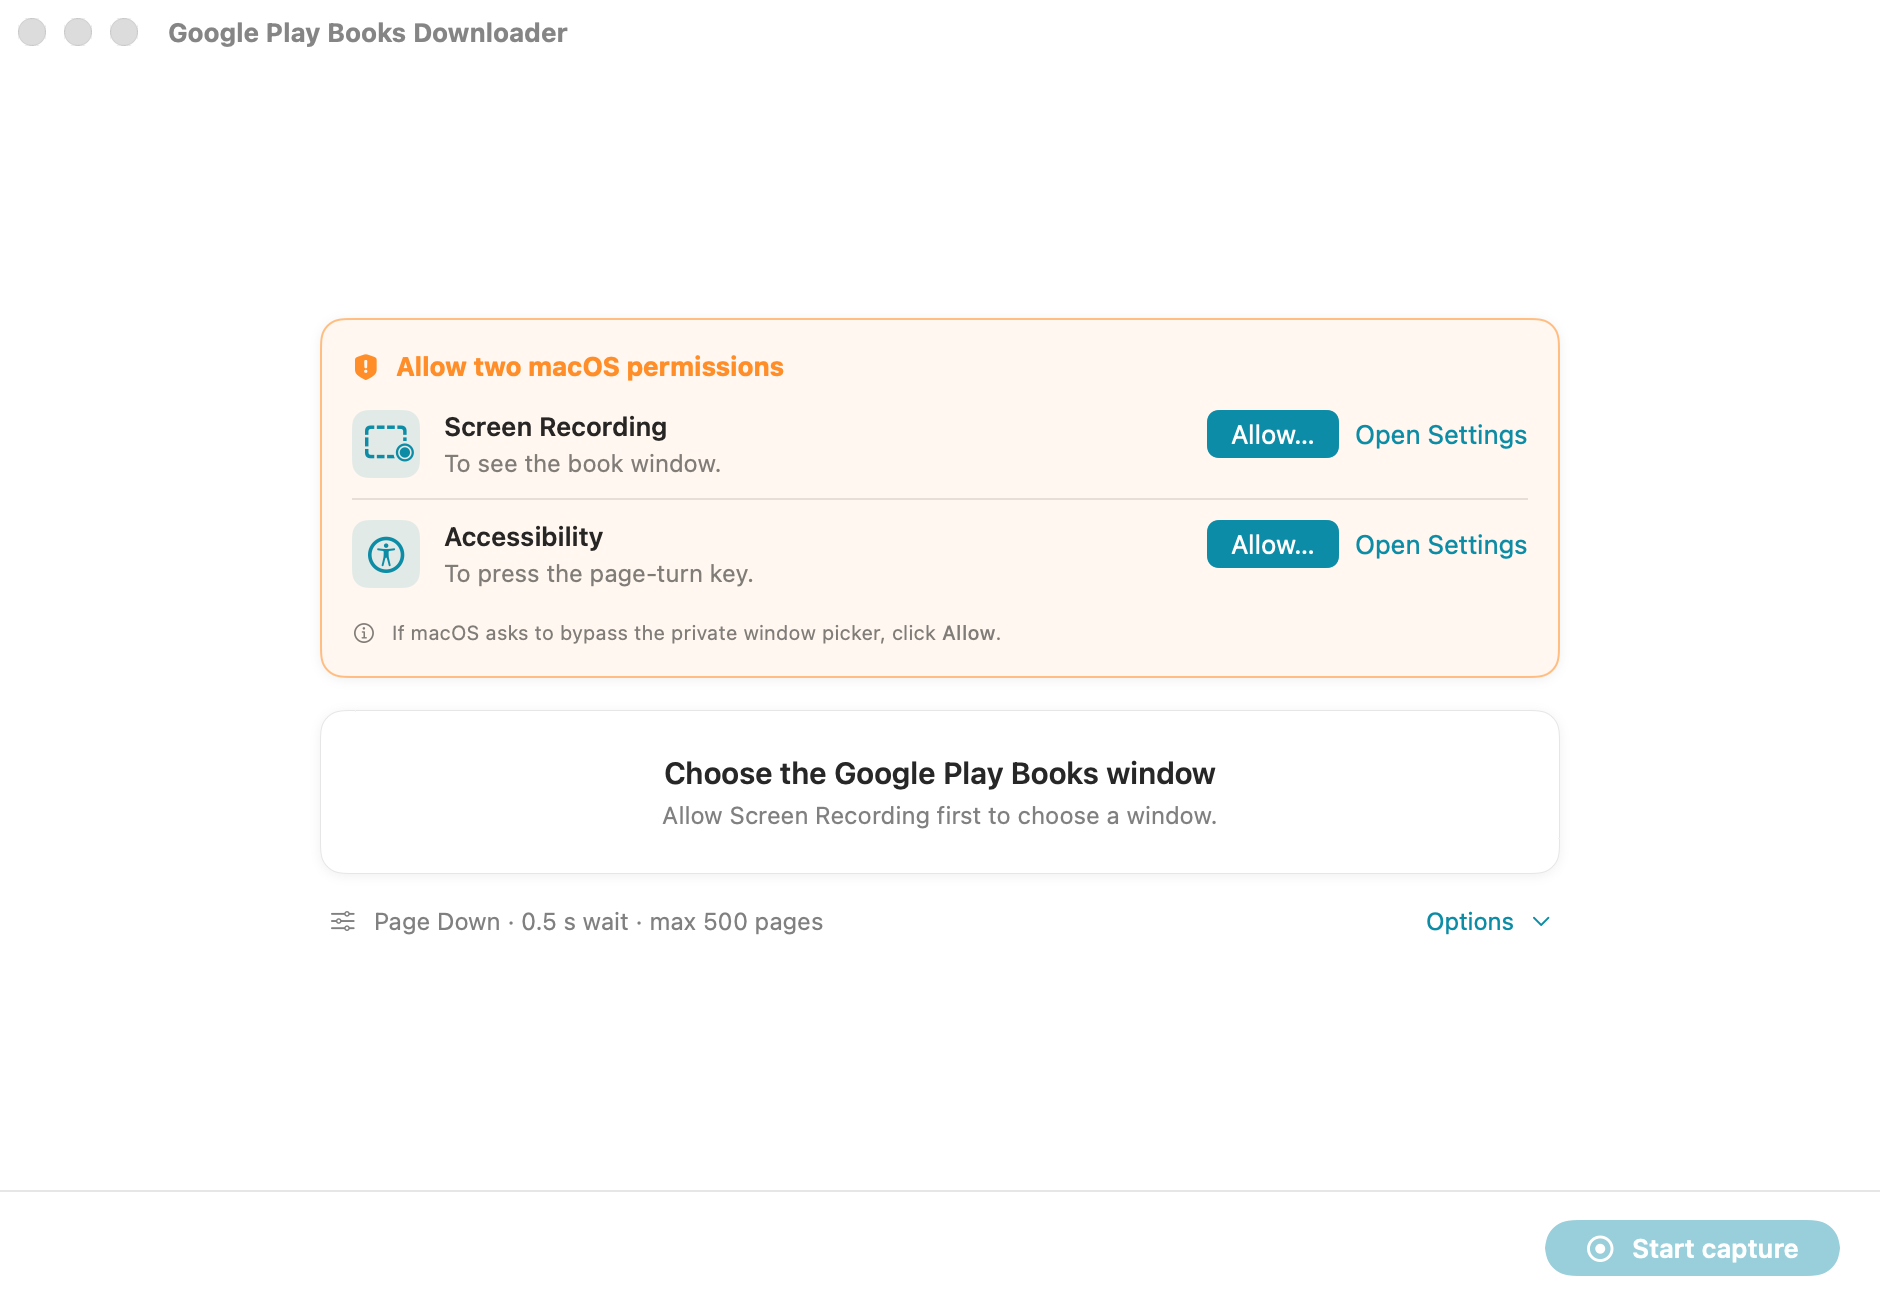 Google Play Books Downloader
Allow two macOS permissions
Screen Recording
To see the book window.
Allow...
Open Settings
Accessibility
To press the page-turn key.
Allow...
Open Settings
If macOS asks to bypass the private window picker, click Allow.
Choose the Google Play Books window
Allow Screen Recording first to choose a window.
Page Down · 0.5 s wait · max 500 pages
Options
Start capture